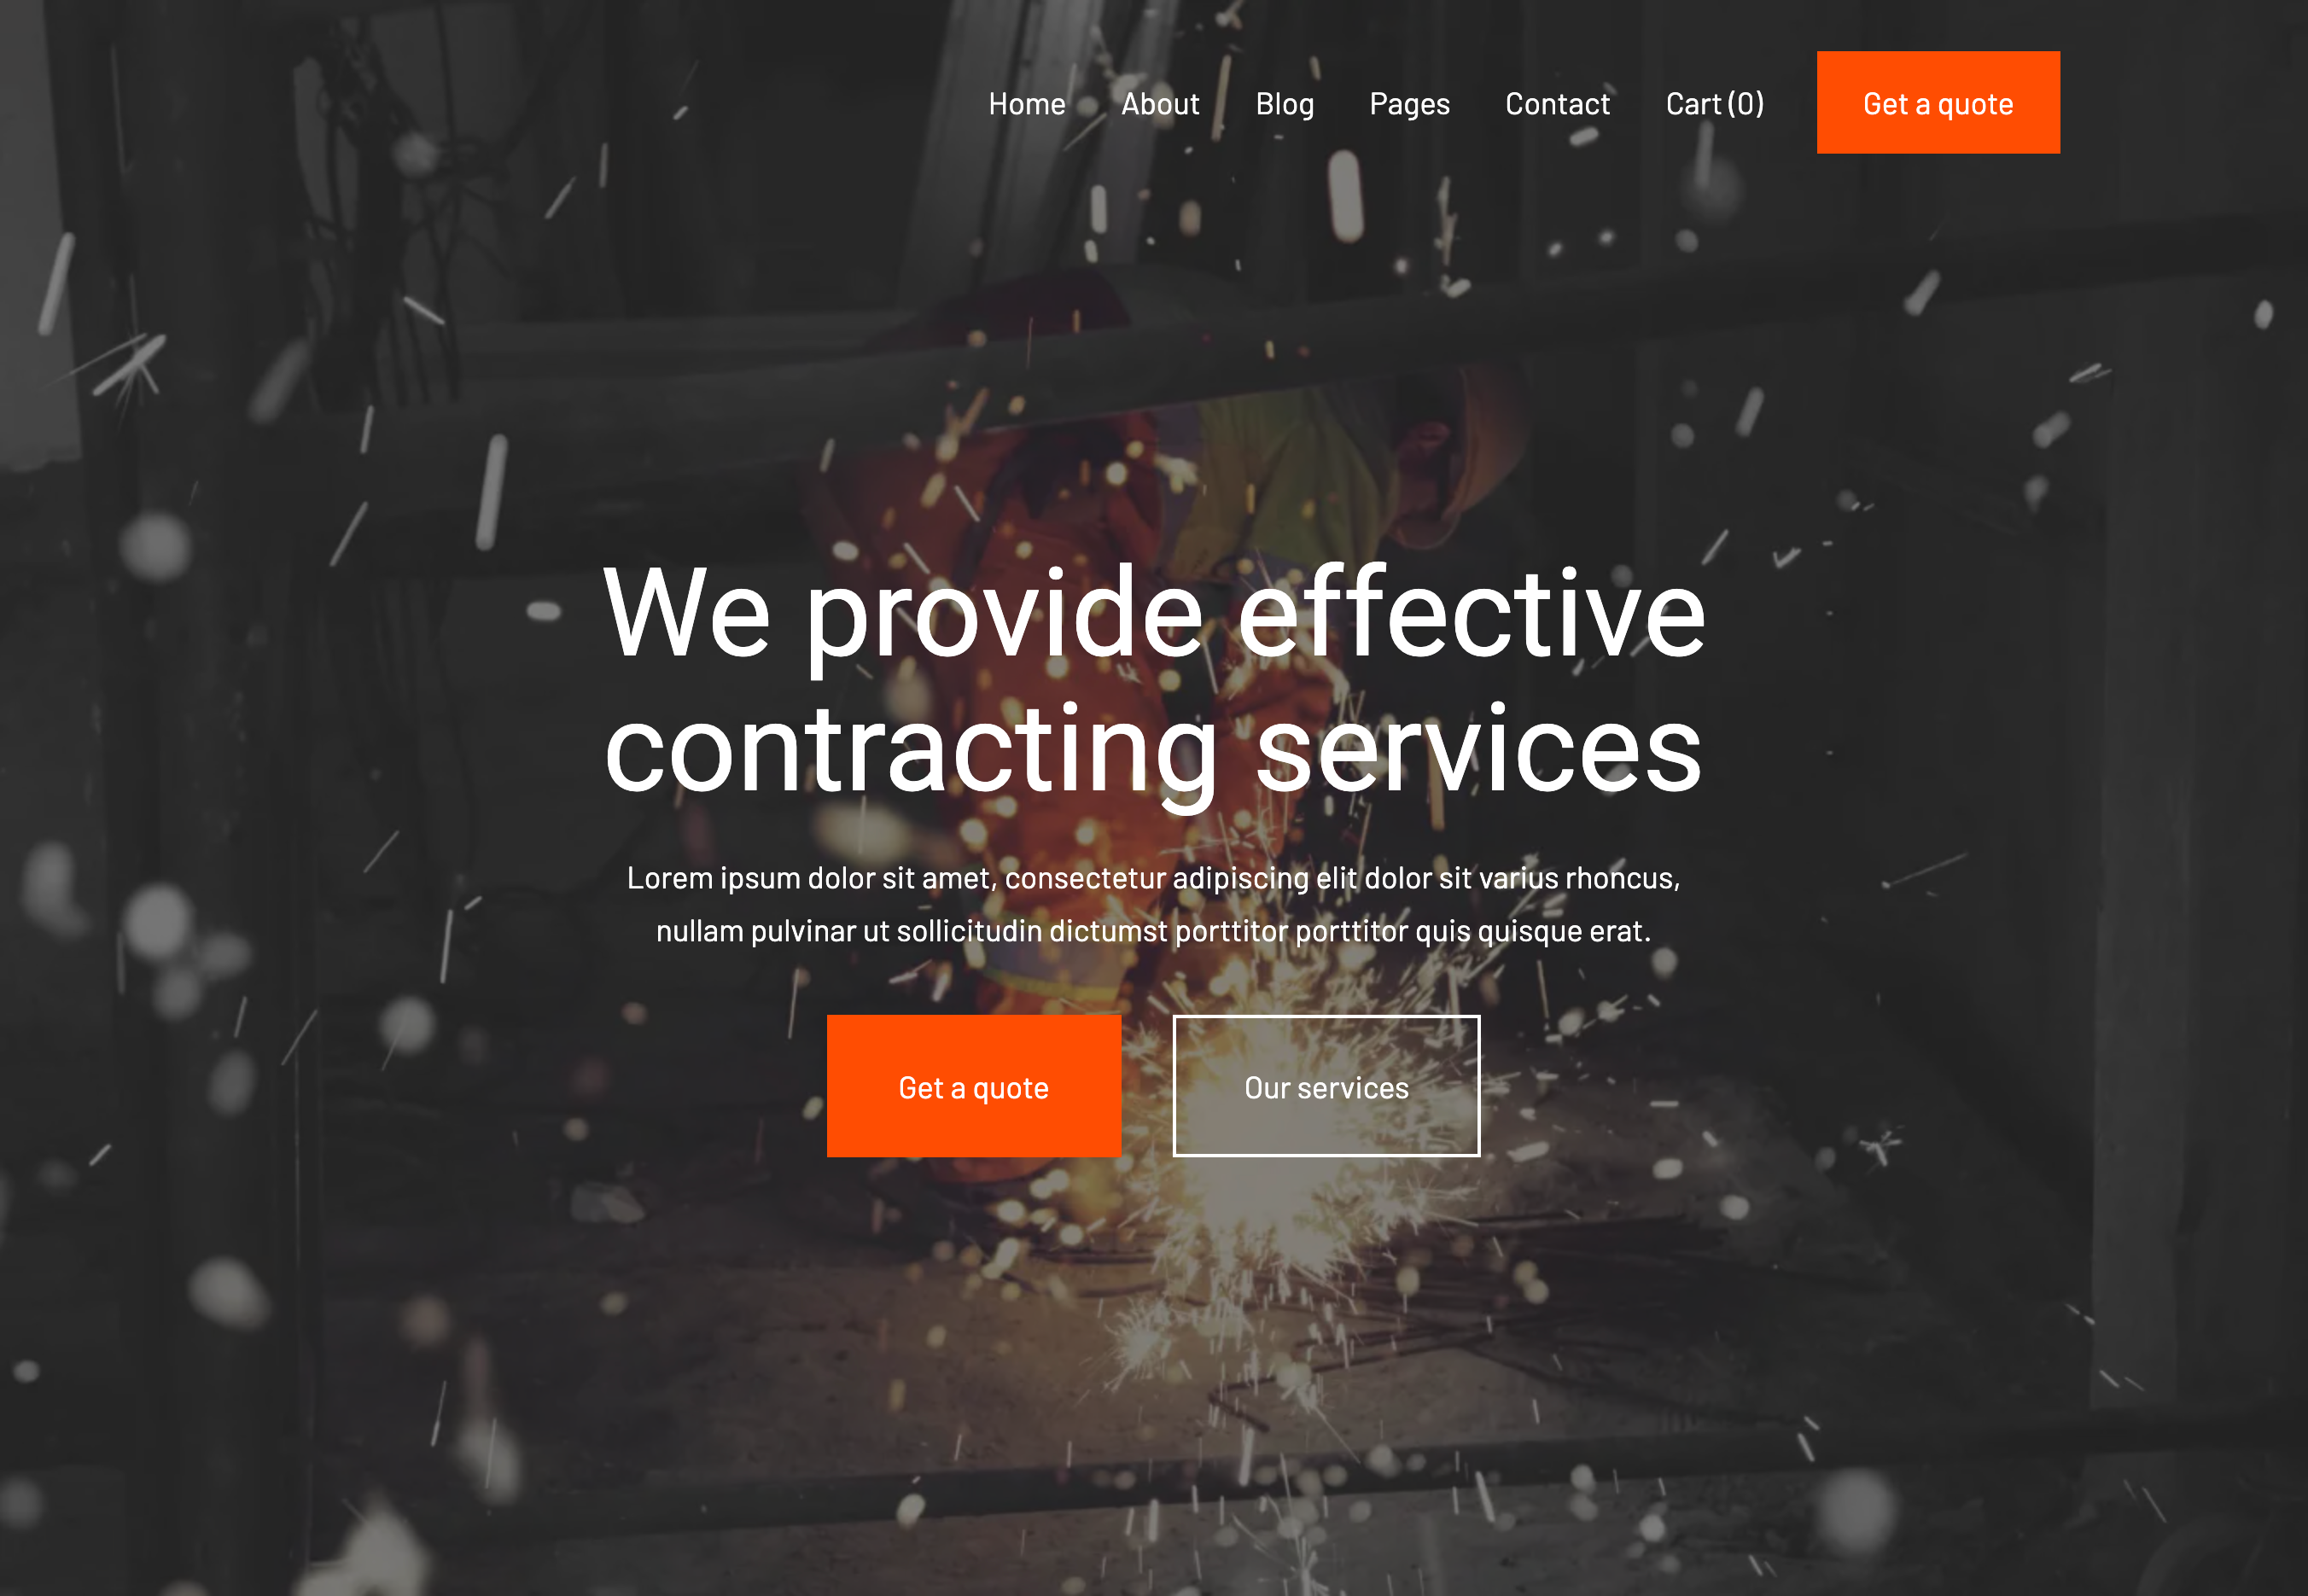 Home About Blog Pages Contact Cart (0) Get a quote
We provide effective
contracting services
Lorem ipsum dolor sit amet, consectetur adipiscing elit dolor sit varius rhoncus,
nullam pulvinar ut sollicitudin dictumst porttitor porttitor quis quisque erat.
Get a quote Our services